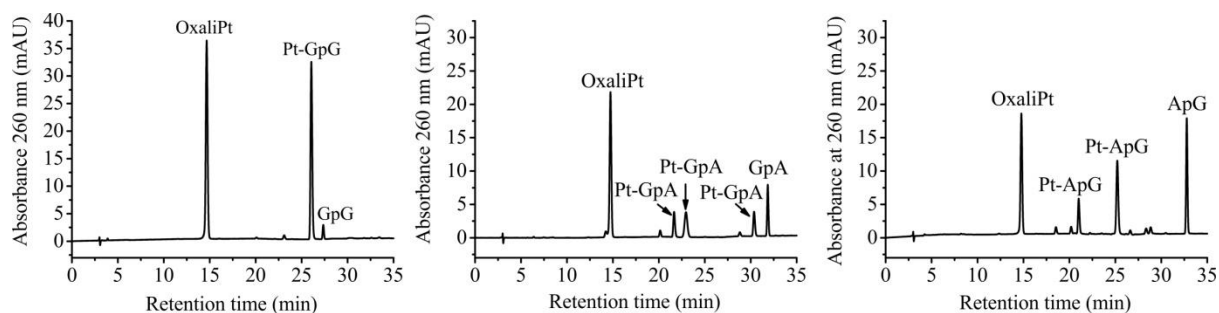 Absorbance 260 nm (mAU)
40
35
30
25
20
15
10
5
0
OxaliPt
Pt-GpG
GpG
0 5 10 15 20 25 30 35
Retention time (min)
Absorbance 260 nm (mAU)
30
25
20
15
10
5
0
OxaliPt
Pt-GpA
Pt-GpA
Pt-GpA
GpA
0 5 10 15 20 25 30 35
Retention time (min)
Absorbance at 260 nm (mAU)
30
25
20
15
10
5
0
OxaliPt
Pt-ApG
Pt-ApG
ApG
0 5 10 15 20 25 30 35
Retention time (min)